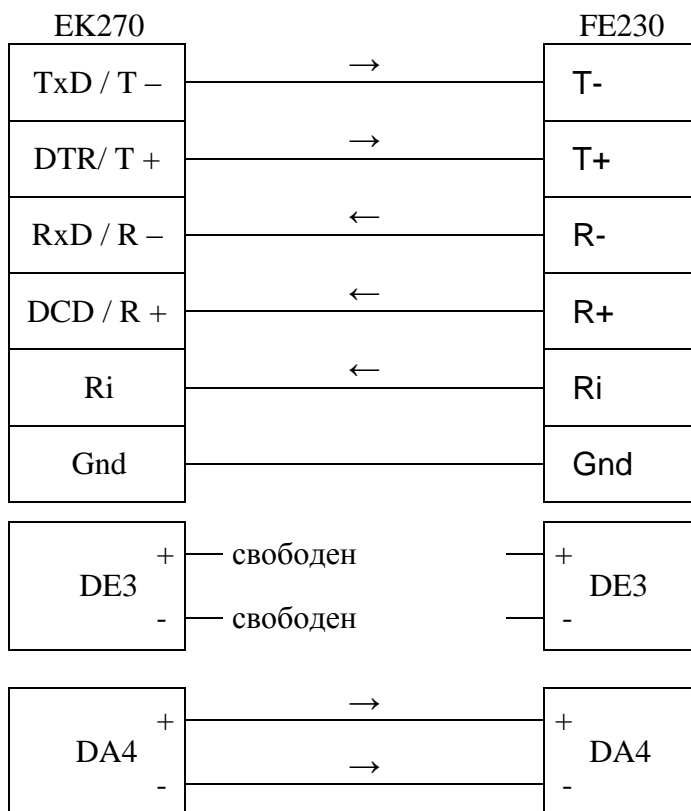 EK270 FE230
TxD / T – → T-
DTR/ T + → T+
RxD / R – ← R-
DCD / R + ← R+
Ri ← Ri
Gnd Gnd
+ свободен +
DE3 DE3
- свободен -
+ → +
DA4 DA4
- → -